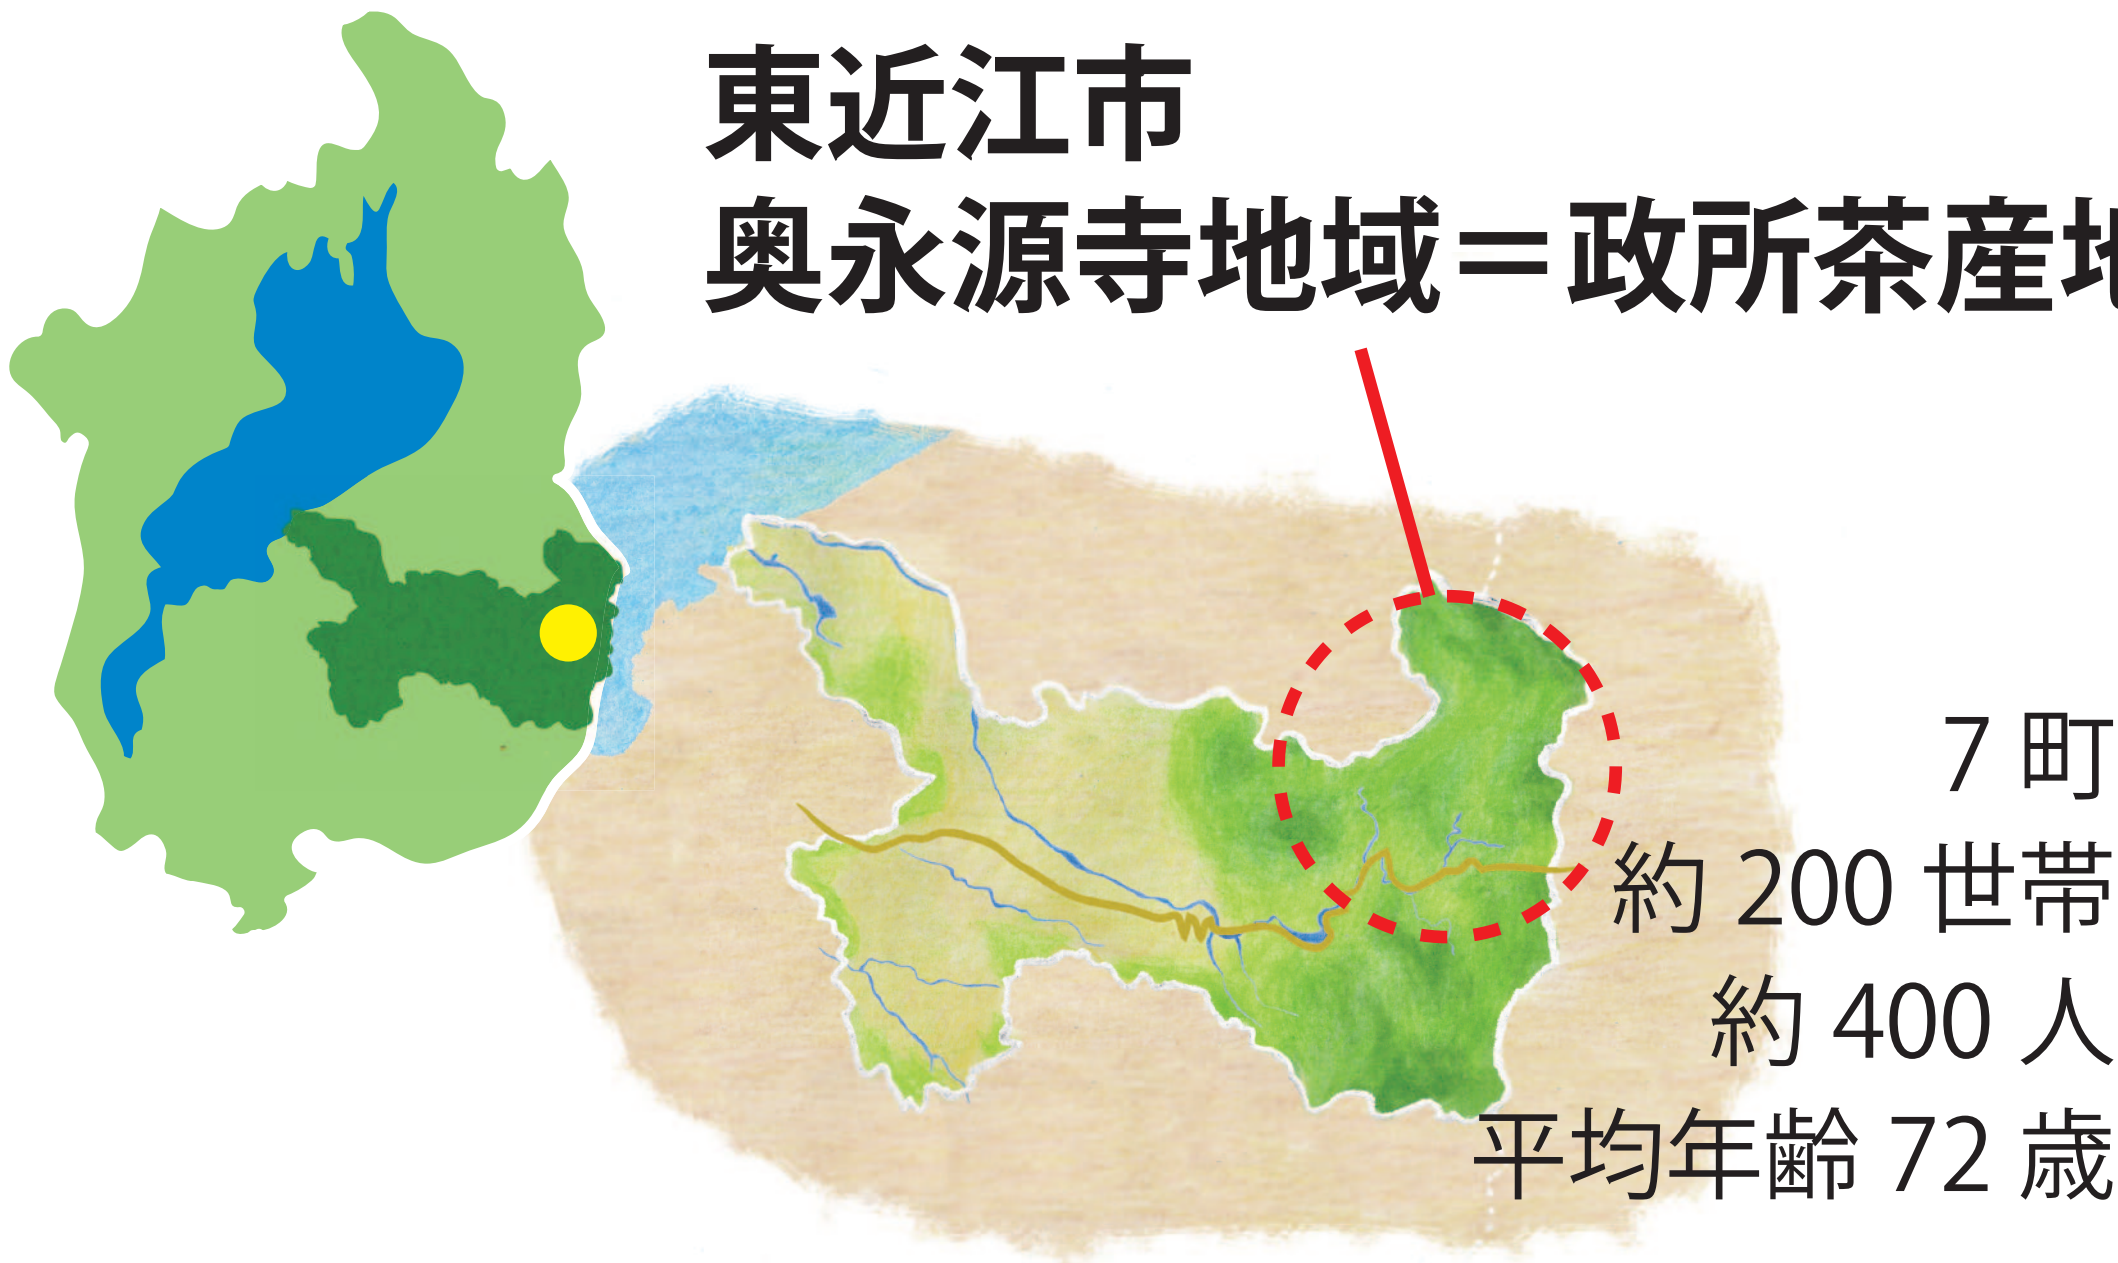 東近江市
奥永源寺地域＝政所茶産地
7 町
約 200 世帯
約 400 人
平均年齢 72 歳